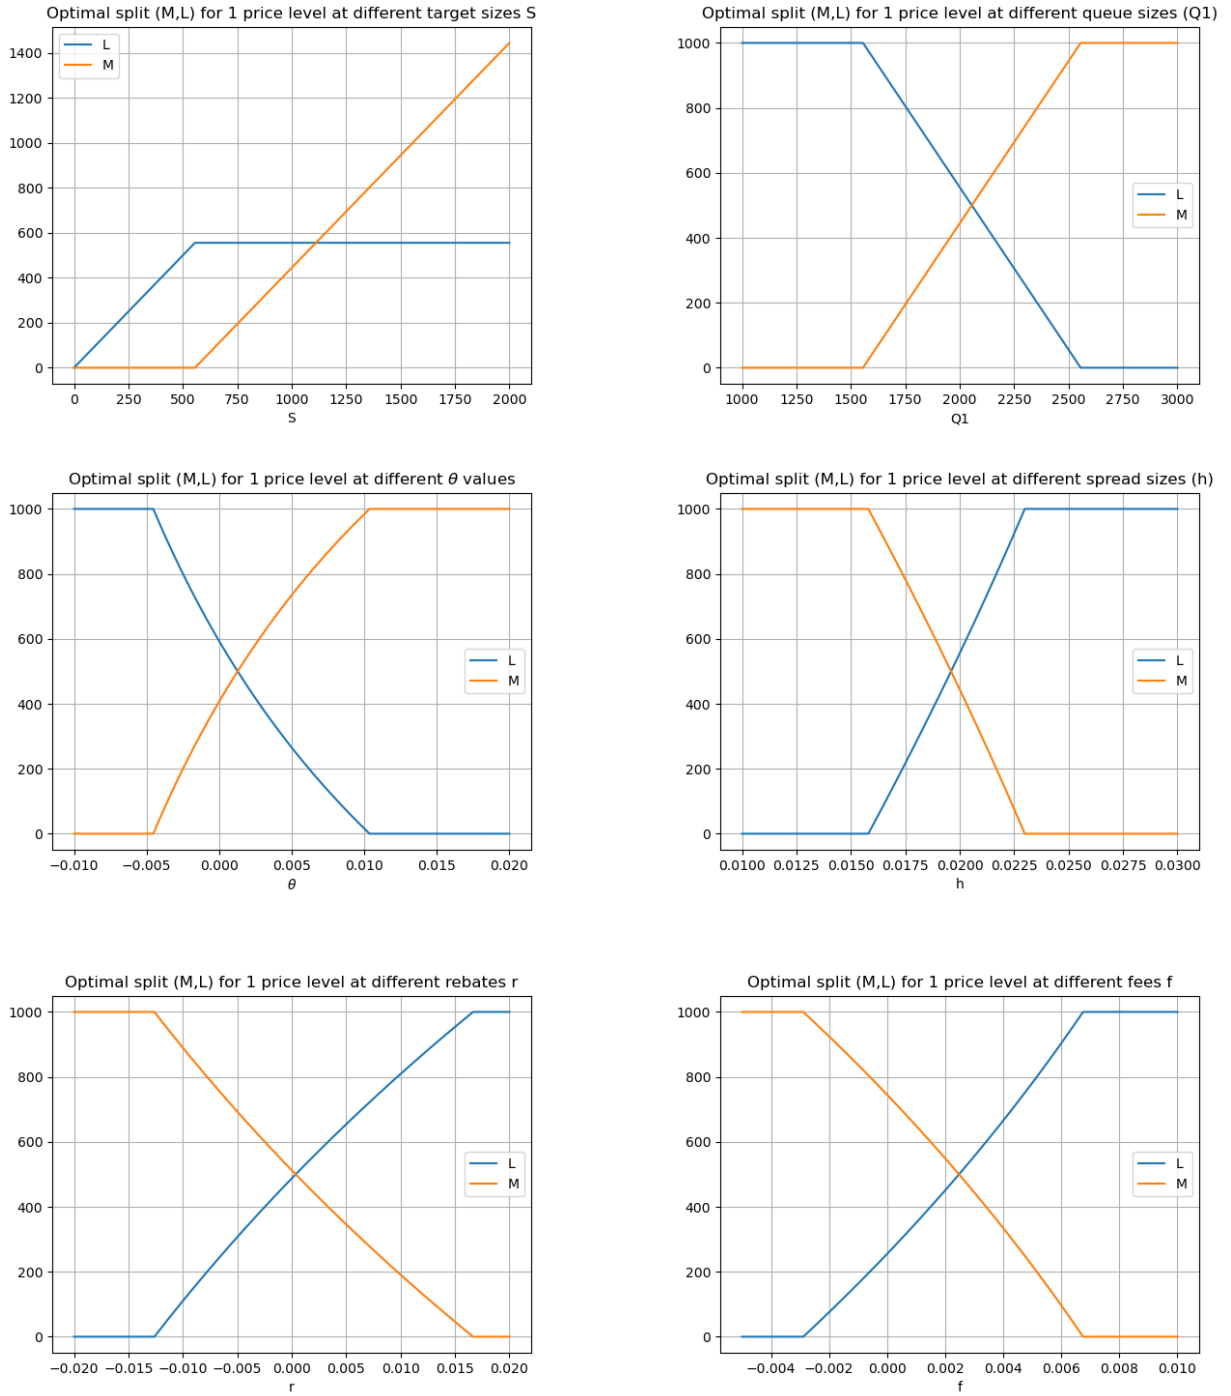 Optimal split (M,L) for 1 price level at different target sizes S
1400
1200
1000
800
600
400
200
0
L
M
0 250 500 750 1000 1250 1500 1750 2000
S
Optimal split (M,L) for 1 price level at different queue sizes (Q1)
1000
800
600
400
200
0
L
M
1000 1250 1500 1750 2000 2250 2500 2750 3000
Q1
Optimal split (M,L) for 1 price level at different θ values
1000
800
600
400
200
0
L
M
−0.010 −0.005 0.000 0.005 0.010 0.015 0.020
θ
Optimal split (M,L) for 1 price level at different spread sizes (h)
1000
800
600
400
200
0
L
M
0.0100 0.0125 0.0150 0.0175 0.0200 0.0225 0.0250 0.0275 0.0300
h
Optimal split (M,L) for 1 price level at different rebates r
1000
800
600
400
200
0
L
M
−0.020 −0.015 −0.010 −0.005 0.000 0.005 0.010 0.015 0.020
r
Optimal split (M,L) for 1 price level at different fees f
1000
800
600
400
200
0
L
M
−0.004 −0.002 0.000 0.002 0.004 0.006 0.008 0.010
f